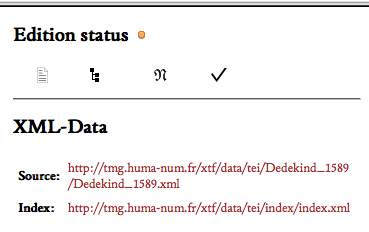 Edition status
𝔑 ✓
XML-Data
Source: http://tmg.huma-num.fr/xtf/data/tei/Dedekind_1589
/Dedekind_1589.xml
Index: http://tmg.huma-num.fr/xtf/data/tei/index/index.xml